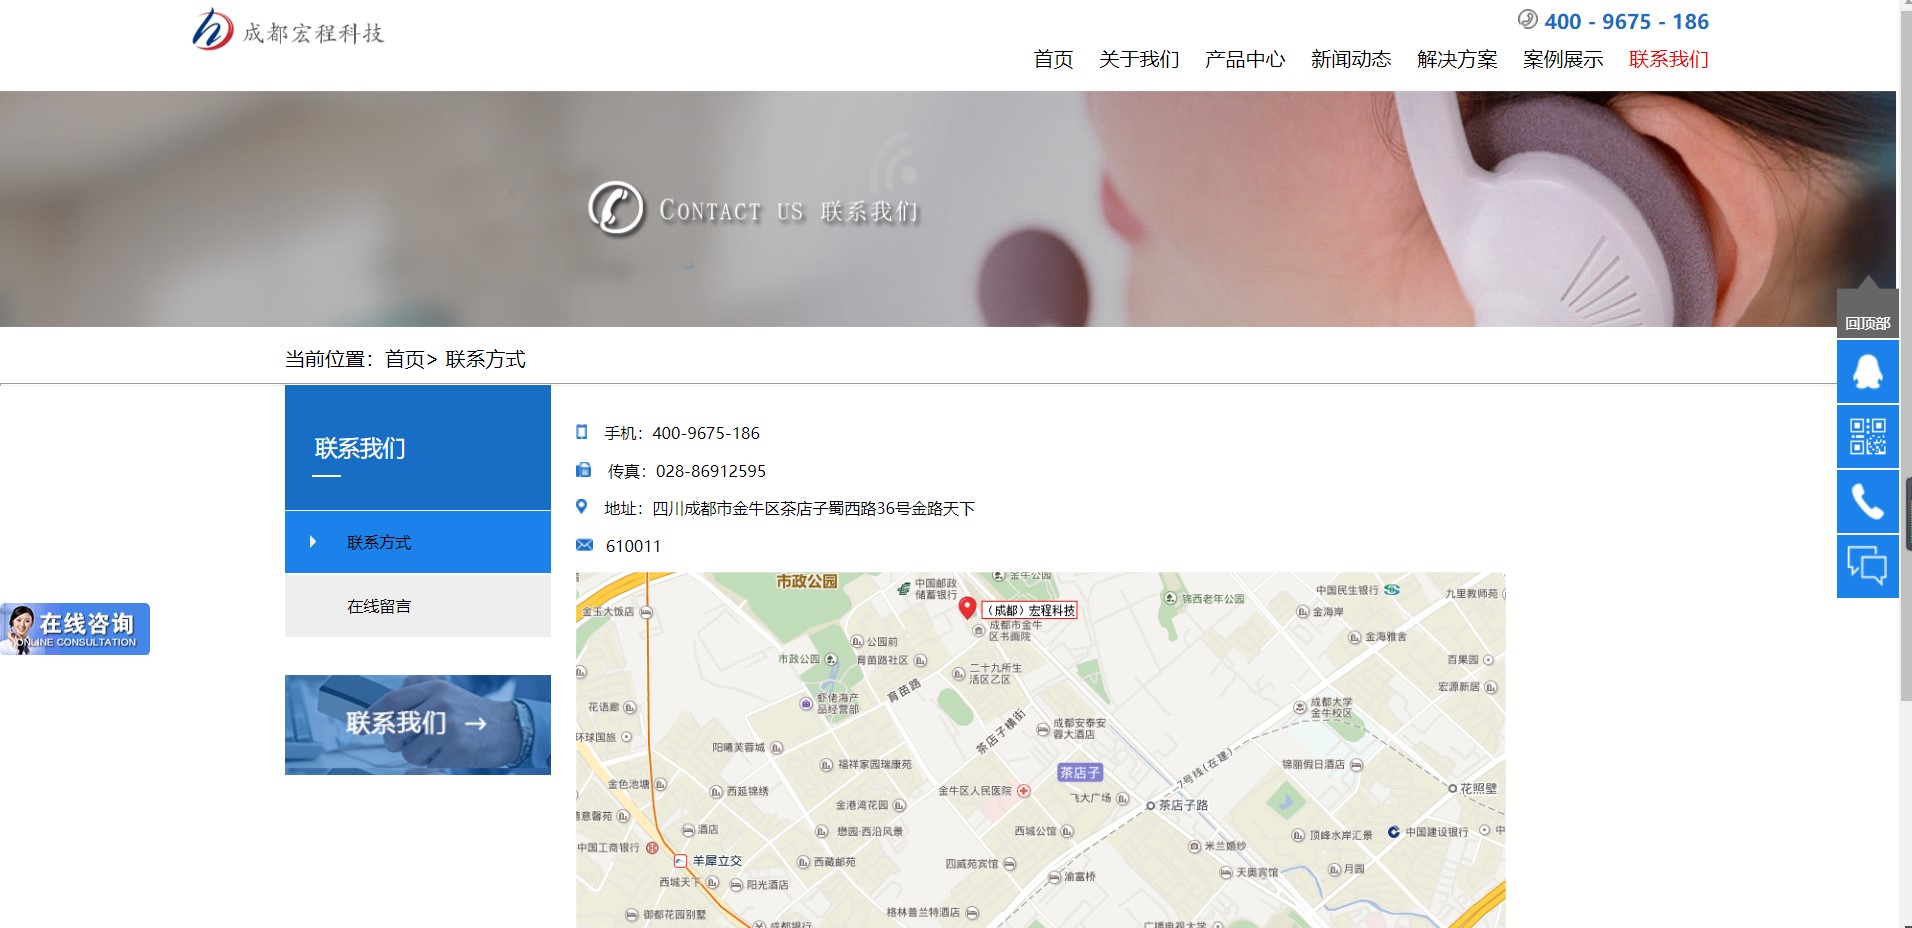 成都宏程科技
400 - 9675 - 186
首页 关于我们 产品中心 新闻动态 解决方案 案例展示 联系我们
CONTACT US 联系我们
回顶部
当前位置：首页> 联系方式
联系我们
联系方式
在线留言
在线咨询
ONLINE CONSULTATION
联系我们 →
手机：400-9675-186
传真：028-86912595
地址：四川成都市金牛区茶店子蜀西路36号金路天下
610011
市政公园
中国邮政
储蓄银行
金牛公园
中国民生银行
九里教师苑
金玉大饭店
（成都）宏程科技
锦西老年公园
金海岸
成都市金牛
区书画院
公园前
金海雅舍
市政公园
育苗路社区
二十九所生
活区乙区
百果园
宏源新居
育苗路
虾佬海产
品经营部
花语廊
成都大学
金牛校区
成都安泰安
蓉大酒店
茶店子横街
环球国旅
阳曦芙蓉城
福祥家园瑞康苑
茶店子
7号线(在建)
锦丽假日酒店
金色池塘
西延锦绣
金牛区人民医院
飞大广场
茶店子路
花照壁
金港湾花园
意馨苑
酒店
懋园·西沿风景
西城公馆
顶峰水岸汇景
中国建设银行
中
中国工商银行
米兰婚纱
羊犀立交
西藏邮苑
四威苑宾馆
天奥宾馆
月园
西城天下
阳光酒店
渝富桥
御都花园别墅
格林普兰特酒店
成都银行
广播电视大学